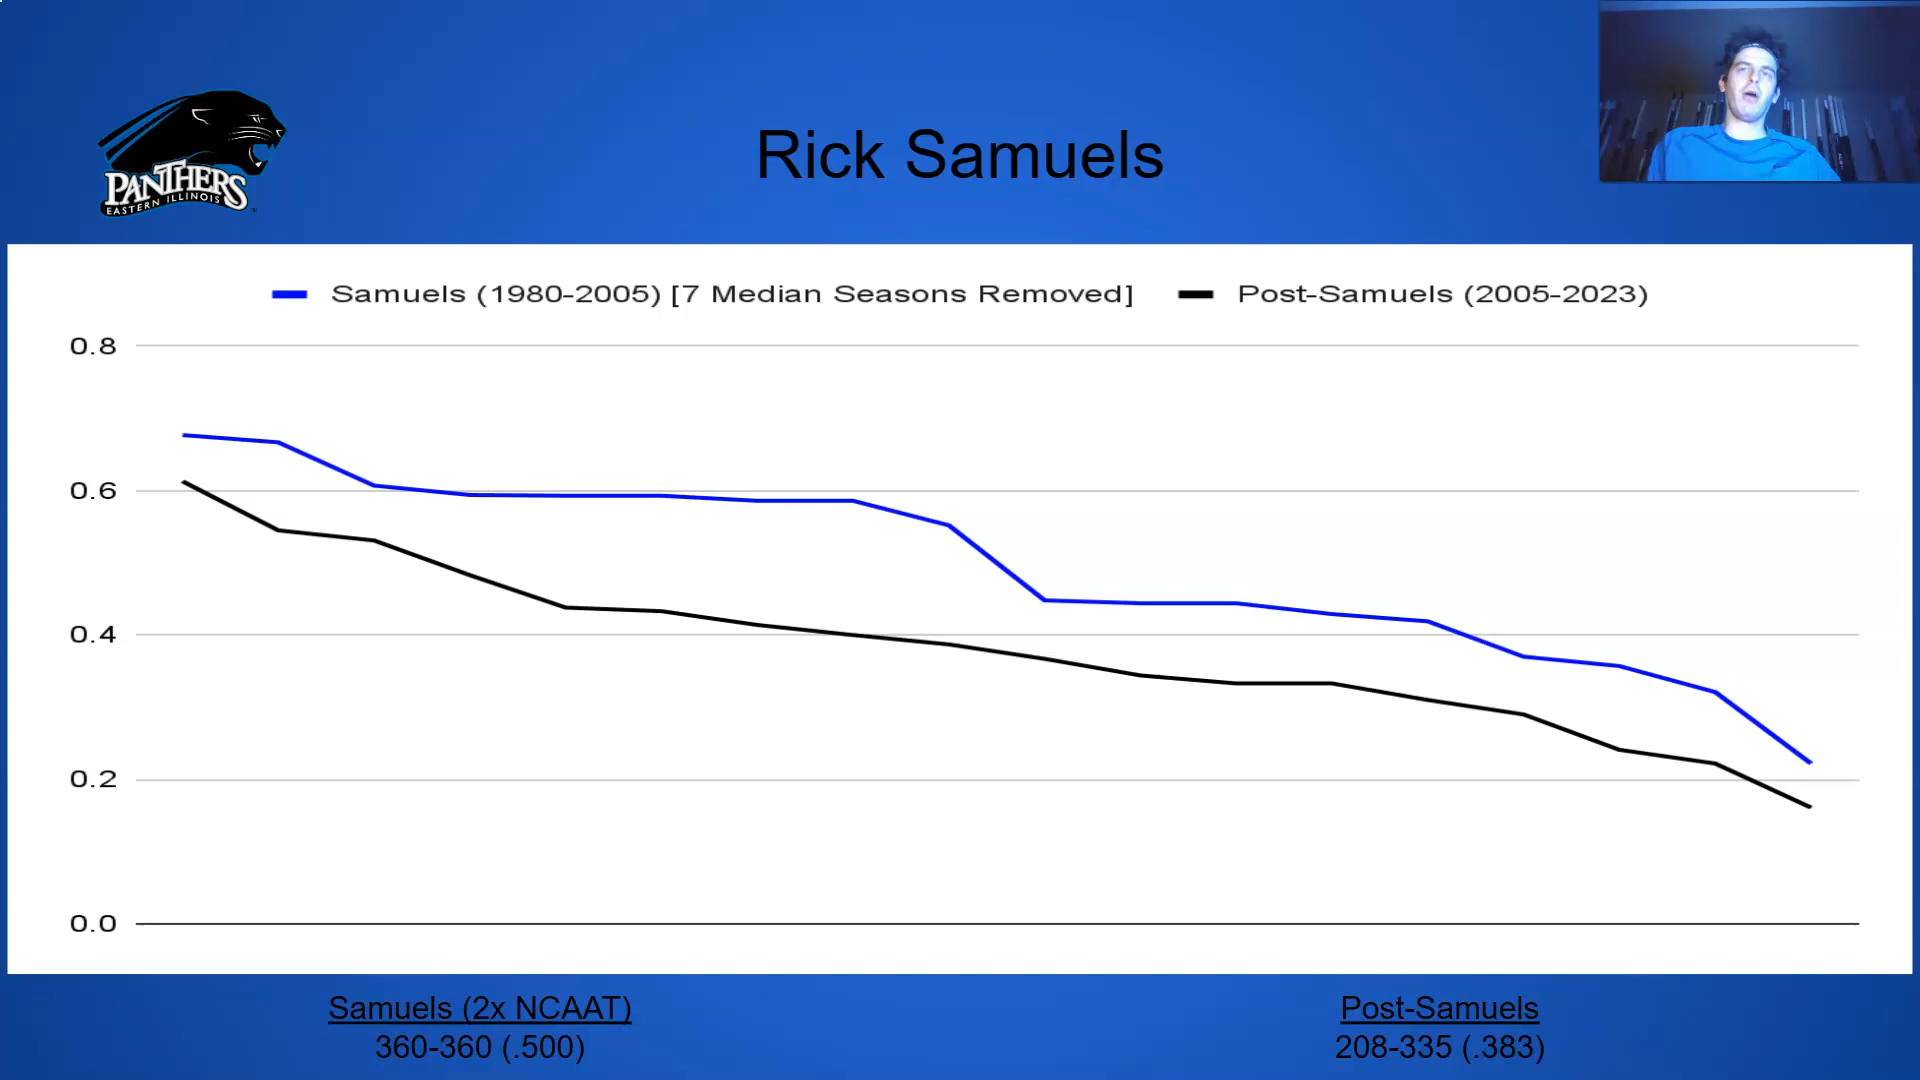 PANTHERS
EASTERN ILLINOIS
Rick Samuels
Samuels (1980-2005) [7 Median Seasons Removed]
Post-Samuels (2005-2023)
0.8
0.6
0.4
0.2
0.0
Samuels (2x NCAAT)
360-360 (.500)
Post-Samuels
208-335 (.383)